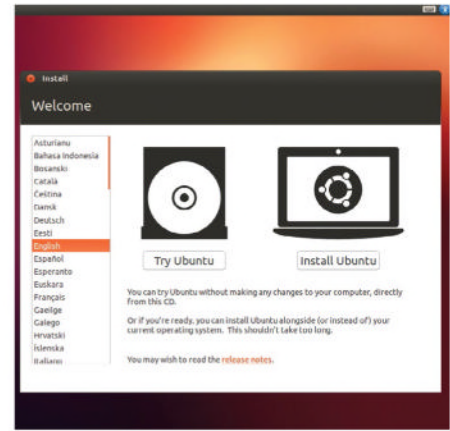 Install
Welcome
Asturianu
Bahasa Indonesia
Bosanski
Català
Čeština
Dansk
Deutsch
Eesti
English
Español
Esperanto
Euskara
Français
Gaeilge
Galego
Hrvatski
Íslenska
Italiano
Try Ubuntu
Install Ubuntu
You can try Ubuntu without making any changes to your computer, directly
from this CD.
Or if you're ready, you can install Ubuntu alongside (or instead of) your
current operating system. This shouldn't take too long.
You may wish to read the release notes.